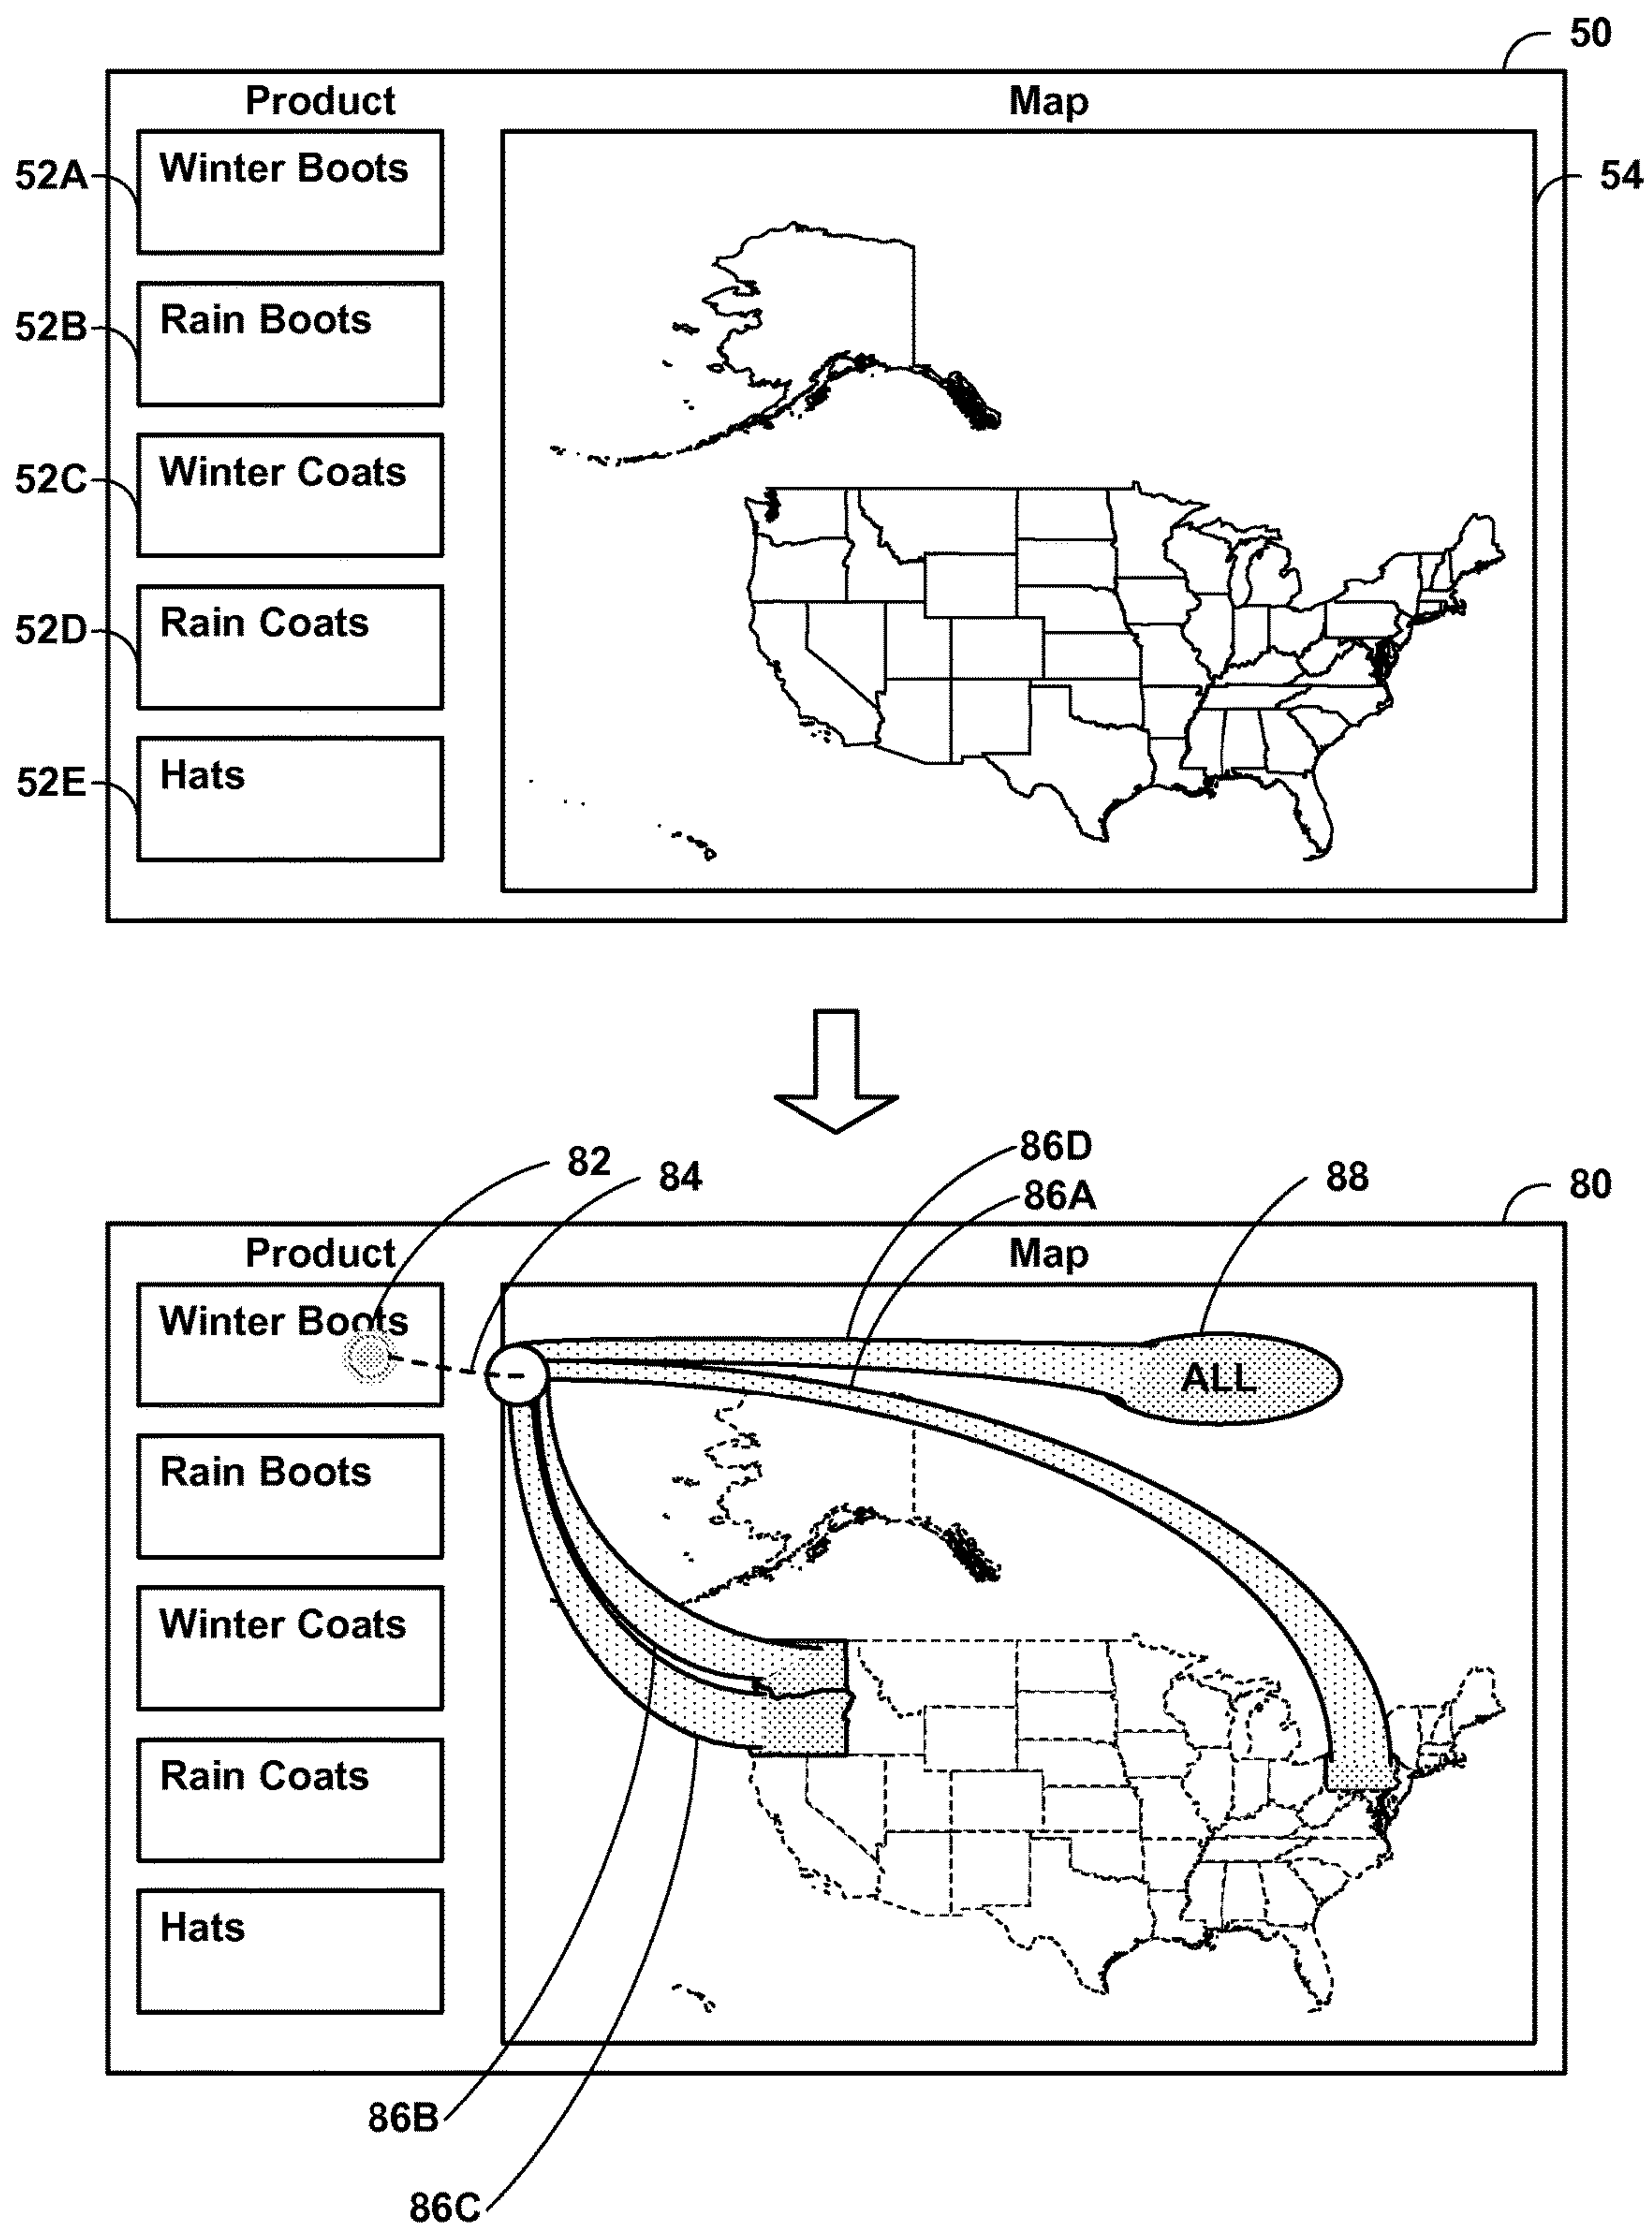 50
Product
Map
52A
Winter Boots
54
52B
Rain Boots
52C
Winter Coats
52D
Rain Coats
52E
Hats
86D
82
84
86A
88
80
Product
Map
Winter Boots
ALL
Rain Boots
Winter Coats
Rain Coats
Hats
86B
86C